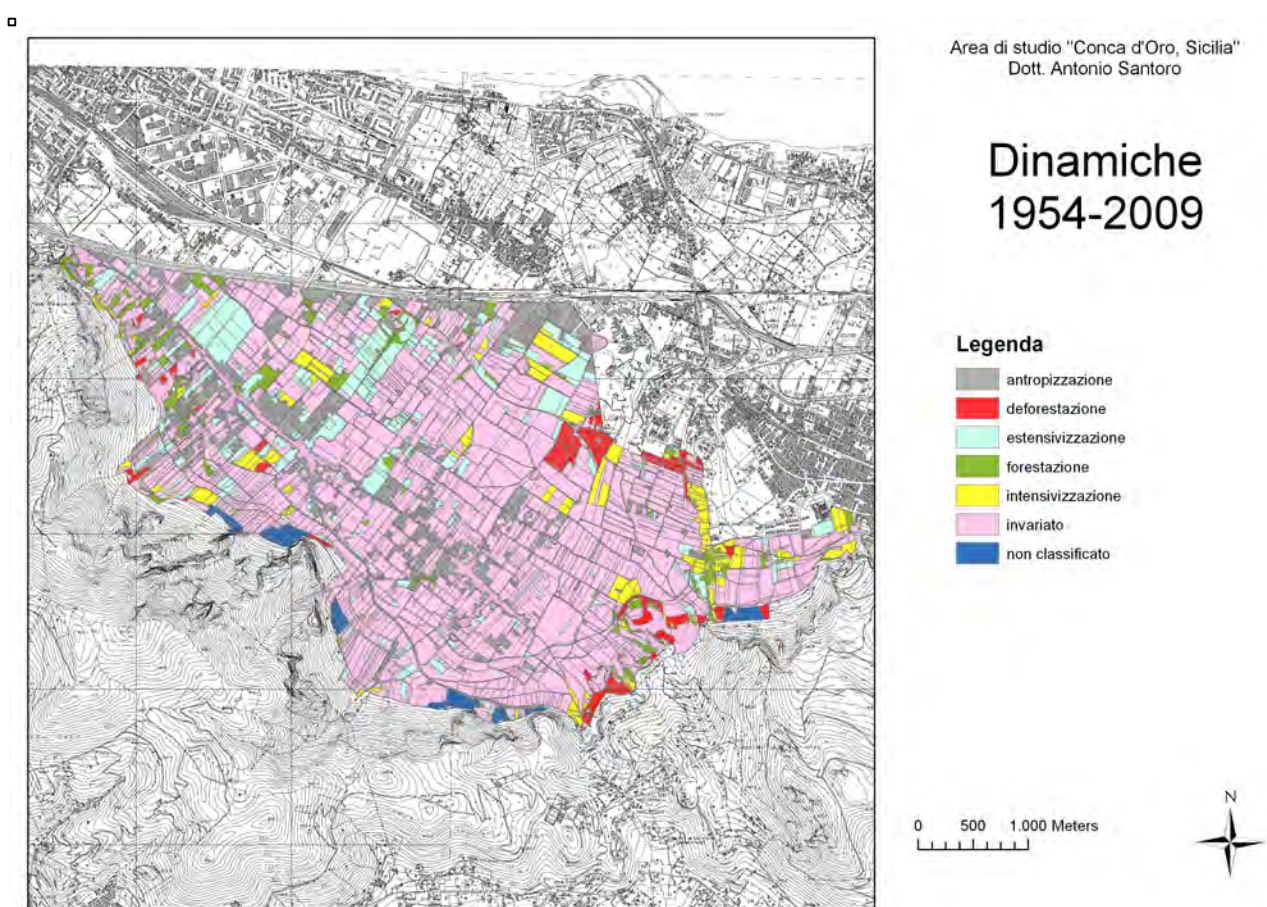 Area di studio "Conca d'Oro, Sicilia"
Dott. Antonio Santoro
Dinamiche
1954-2009
Legenda
antropizzazione
deforestazione
estensivizzazione
forestazione
intensivizzazione
invariato
non classificato
0 500 1.000 Meters
N